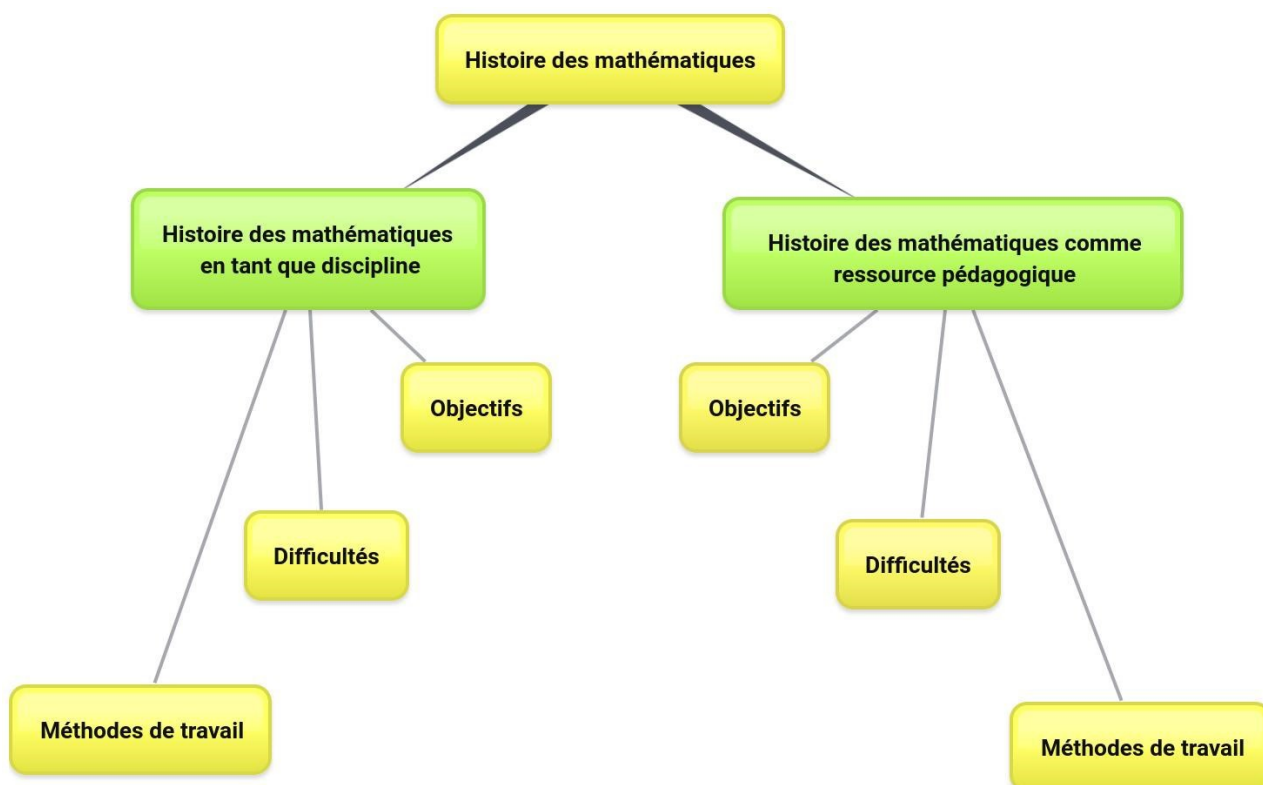 Histoire des mathématiques
Histoire des mathématiques
en tant que discipline
Histoire des mathématiques comme
ressource pédagogique
Objectifs
Objectifs
Difficultés
Difficultés
Méthodes de travail
Méthodes de travail